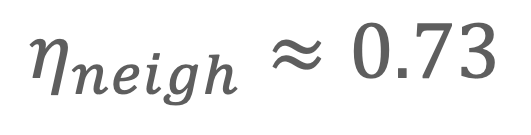 η_neigh ≈ 0.73